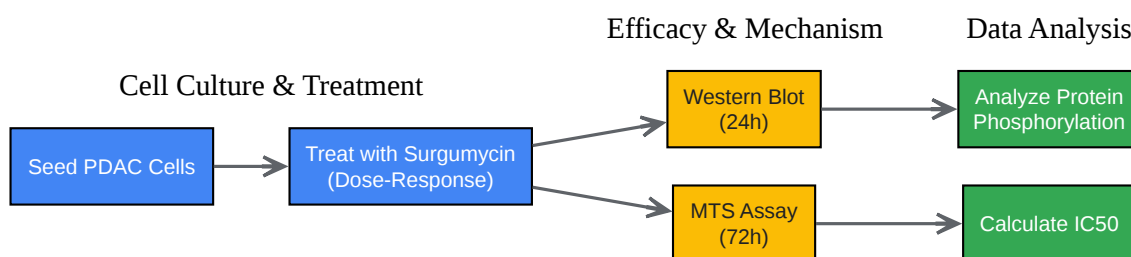 Efficacy & Mechanism
Data Analysis
Cell Culture & Treatment
Western Blot
(24h)
Analyze Protein
Phosphorylation
Seed PDAC Cells
Treat with Surgumycin
(Dose-Response)
MTS Assay
(72h)
Calculate IC50